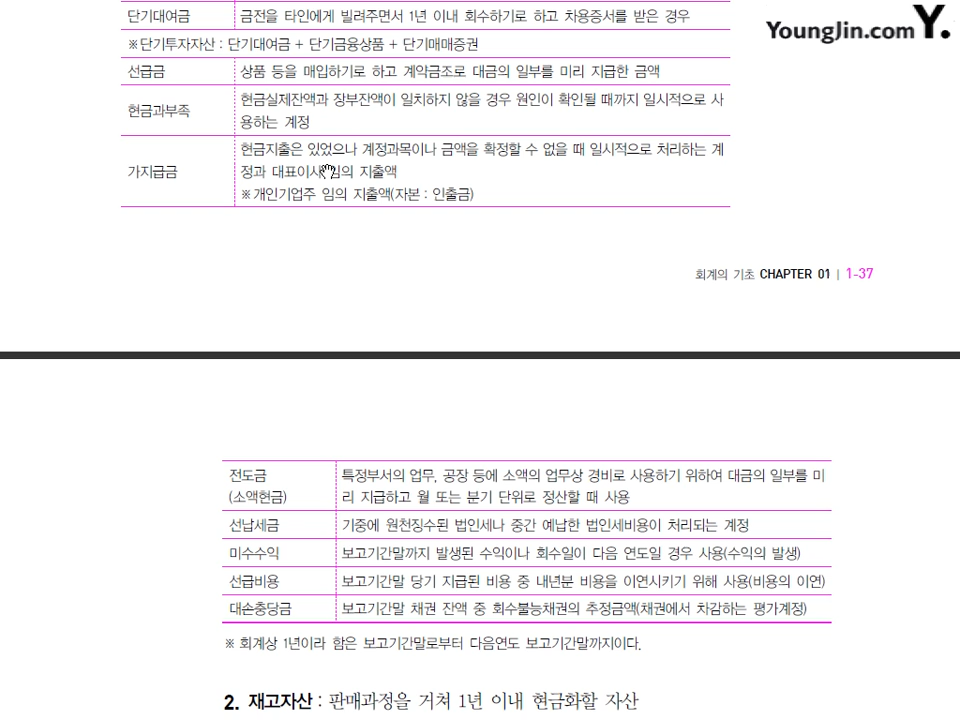 YoungJin.com Y.
단기대여금 금전을 타인에게 빌려주면서 1년 이내 회수하기로 하고 차용증서를 받은 경우
※단기투자자산 : 단기대여금 + 단기금융상품 + 단기매매증권
선급금 상품 등을 매입하기로 하고 계약금조로 대금의 일부를 미리 지급한 금액
현금과부족 현금실제잔액과 장부잔액이 일치하지 않을 경우 원인이 확인될 때까지 일시적으로 사
용하는 계정
가지급금 현금지출은 있었으나 계정과목이나 금액을 확정할 수 없을 때 일시적으로 처리하는 계
정과 대표이사 임의 지출액
※개인기업주 임의 지출액(자본 : 인출금)
회계의 기초 CHAPTER 01 | 1-37
전도금 특정부서의 업무, 공장 등에 소액의 업무상 경비로 사용하기 위하여 대금의 일부를 미
(소액현금) 리 지급하고 월 또는 분기 단위로 정산할 때 사용
선납세금 기중에 원천징수된 법인세나 중간 예납한 법인세비용이 처리되는 계정
미수수익 보고기간말까지 발생된 수익이나 회수일이 다음 연도일 경우 사용(수익의 발생)
선급비용 보고기간말 당기 지급된 비용 중 내년분 비용을 이연시키기 위해 사용(비용의 이연)
대손충당금 보고기간말 채권 잔액 중 회수불능채권의 추정금액(채권에서 차감하는 평가계정)
※ 회계상 1년이라 함은 보고기간말로부터 다음연도 보고기간말까지이다.
2. 재고자산 : 판매과정을 거쳐 1년 이내 현금화할 자산